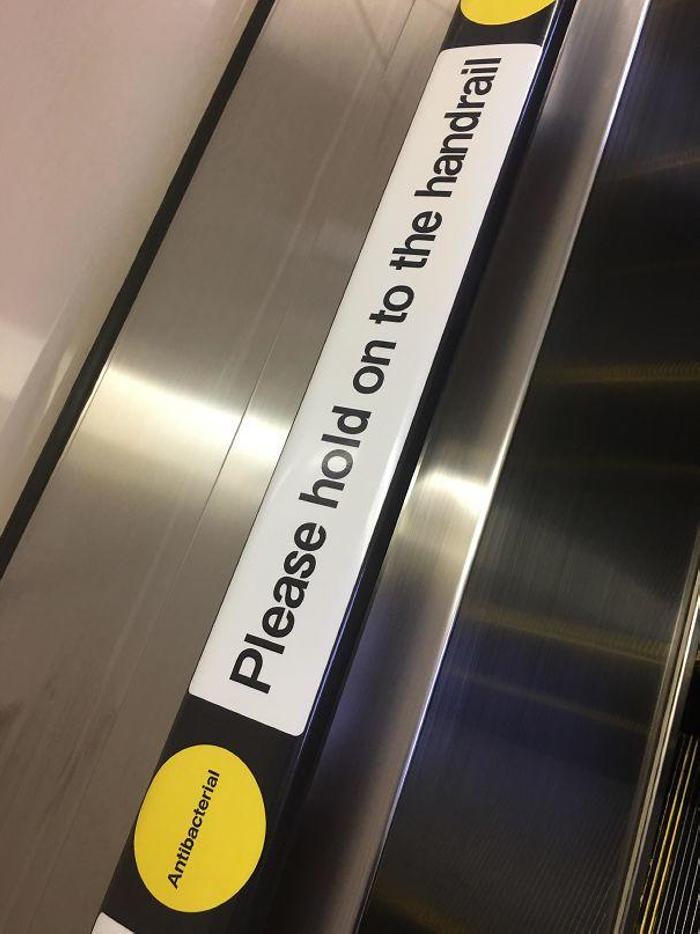 Please hold on to the handrail
Antibacterial